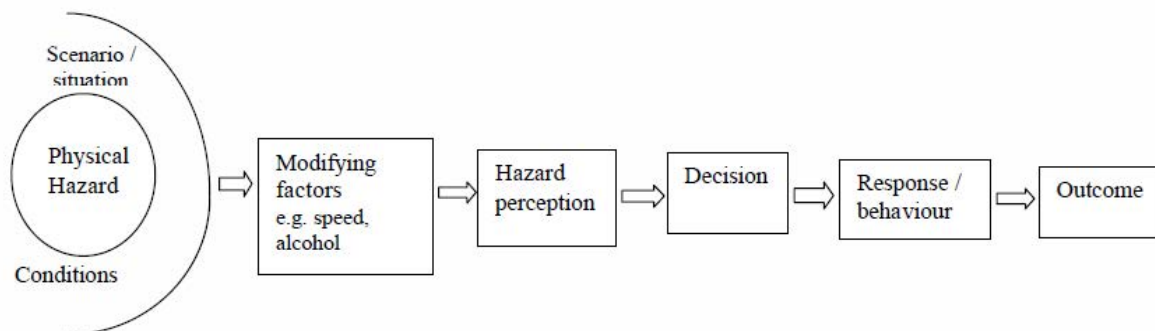 Scenario /
situation
Physical
Hazard
Conditions
Modifying
factors
e.g. speed,
alcohol
Hazard
perception
Decision
Response /
behaviour
Outcome